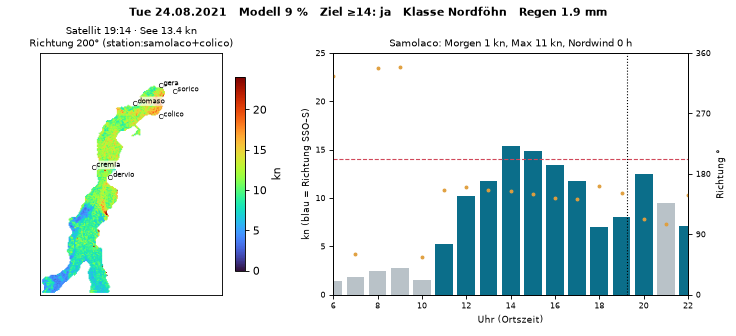 Tue 24.08.2021   Modell 9 %   Ziel ≥14: ja   Klasse Nordföhn   Regen 1.9 mm
Satellit 19:14 · See 13.4 kn
Richtung 200° (station:samolaco+colico)
gera
sorico
domaso
colico
cremia
dervio
20
15
10
5
0
kn
Samolaco: Morgen 1 kn, Max 11 kn, Nordwind 0 h
kn (blau = Richtung SSO–S)
25
20
15
10
5
0
6
8
10
12
14
16
18
20
22
Uhr (Ortszeit)
360
270
180
90
0
Richtung °